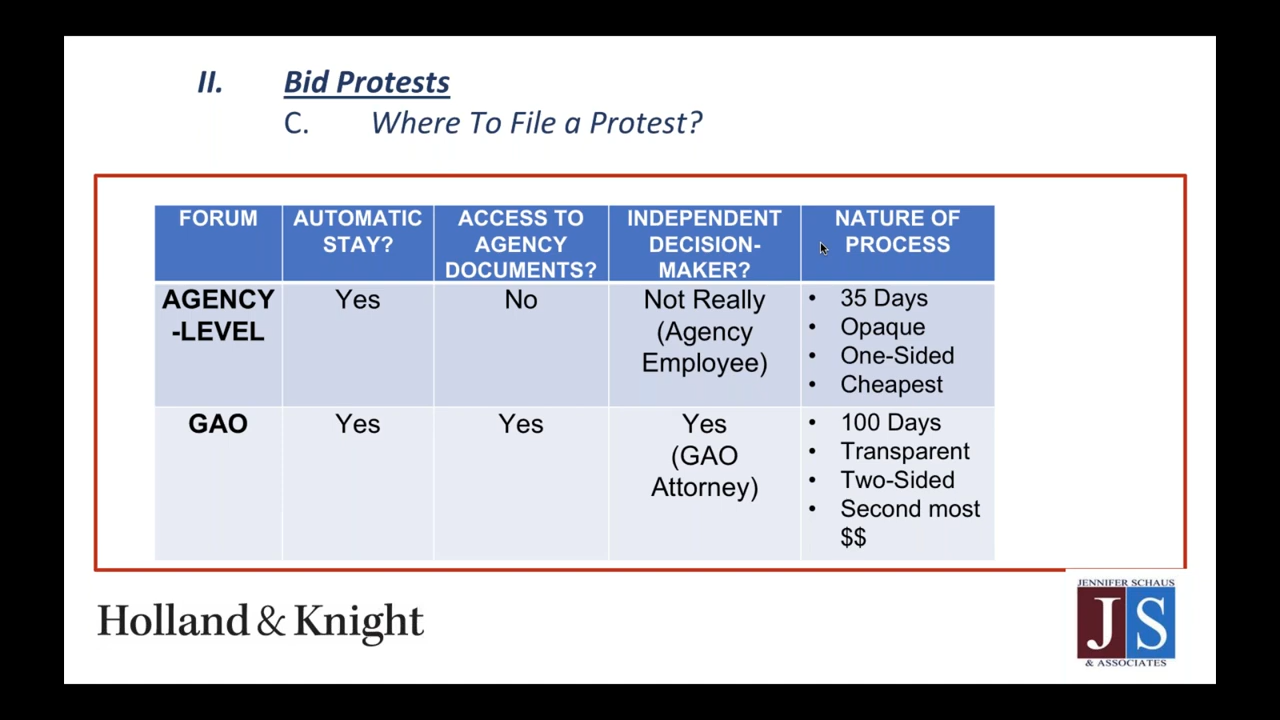 II. Bid Protests
C. Where To File a Protest?
FORUM
AUTOMATIC
STAY?
ACCESS TO
AGENCY
DOCUMENTS?
INDEPENDENT
DECISION-
MAKER?
NATURE OF
PROCESS
AGENCY
-LEVEL
Yes
No
Not Really
(Agency
Employee)
• 35 Days
• Opaque
• One-Sided
• Cheapest
GAO
Yes
Yes
Yes
(GAO
Attorney)
• 100 Days
• Transparent
• Two-Sided
• Second most
$$
Holland & Knight
JENNIFER SCHAUS
JS
& ASSOCIATES